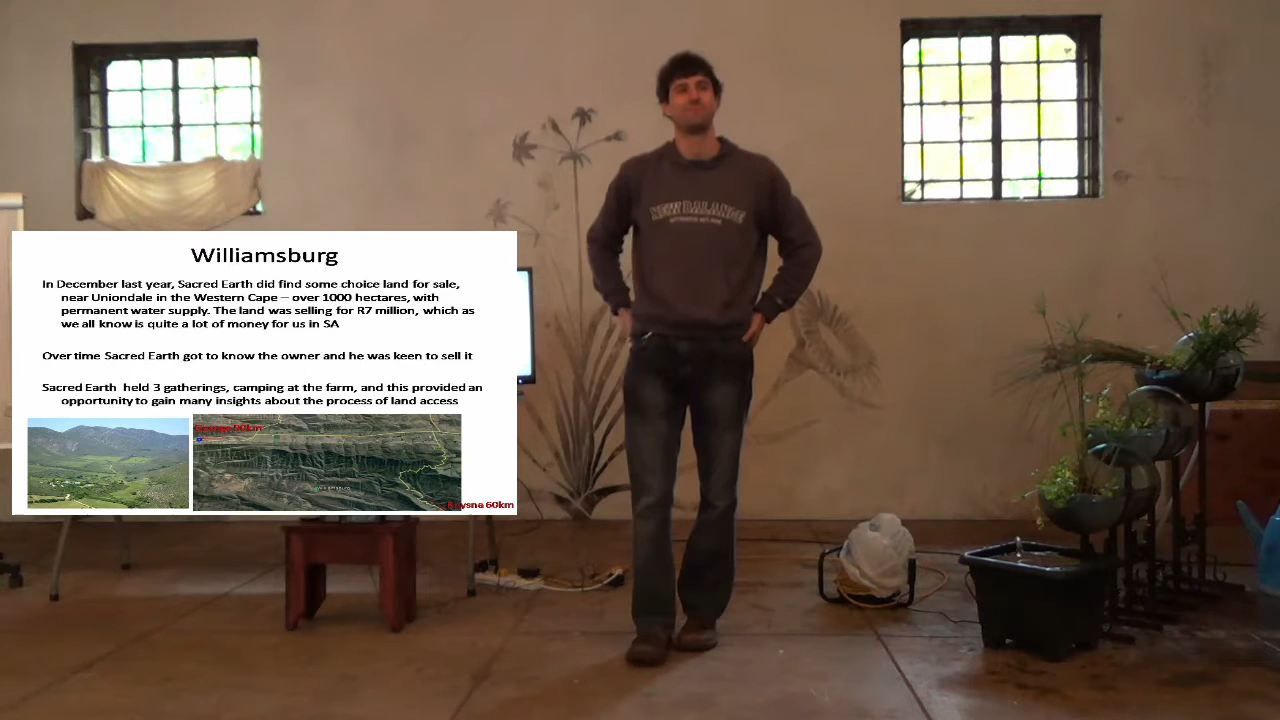 Williamsburg
In December last year, Sacred Earth did find some choice land for sale,
near Uniondale in the Western Cape – over 1000 hectares, with
permanent water supply. The land was selling for R7 million, which as
we all know is quite a lot of money for us in SA
Over time Sacred Earth got to know the owner and he was keen to sell it
Sacred Earth held 3 gatherings, camping at the farm, and this provided an
opportunity to gain many insights about the process of land access
90km
Knysna 60km
NEW BALANCE